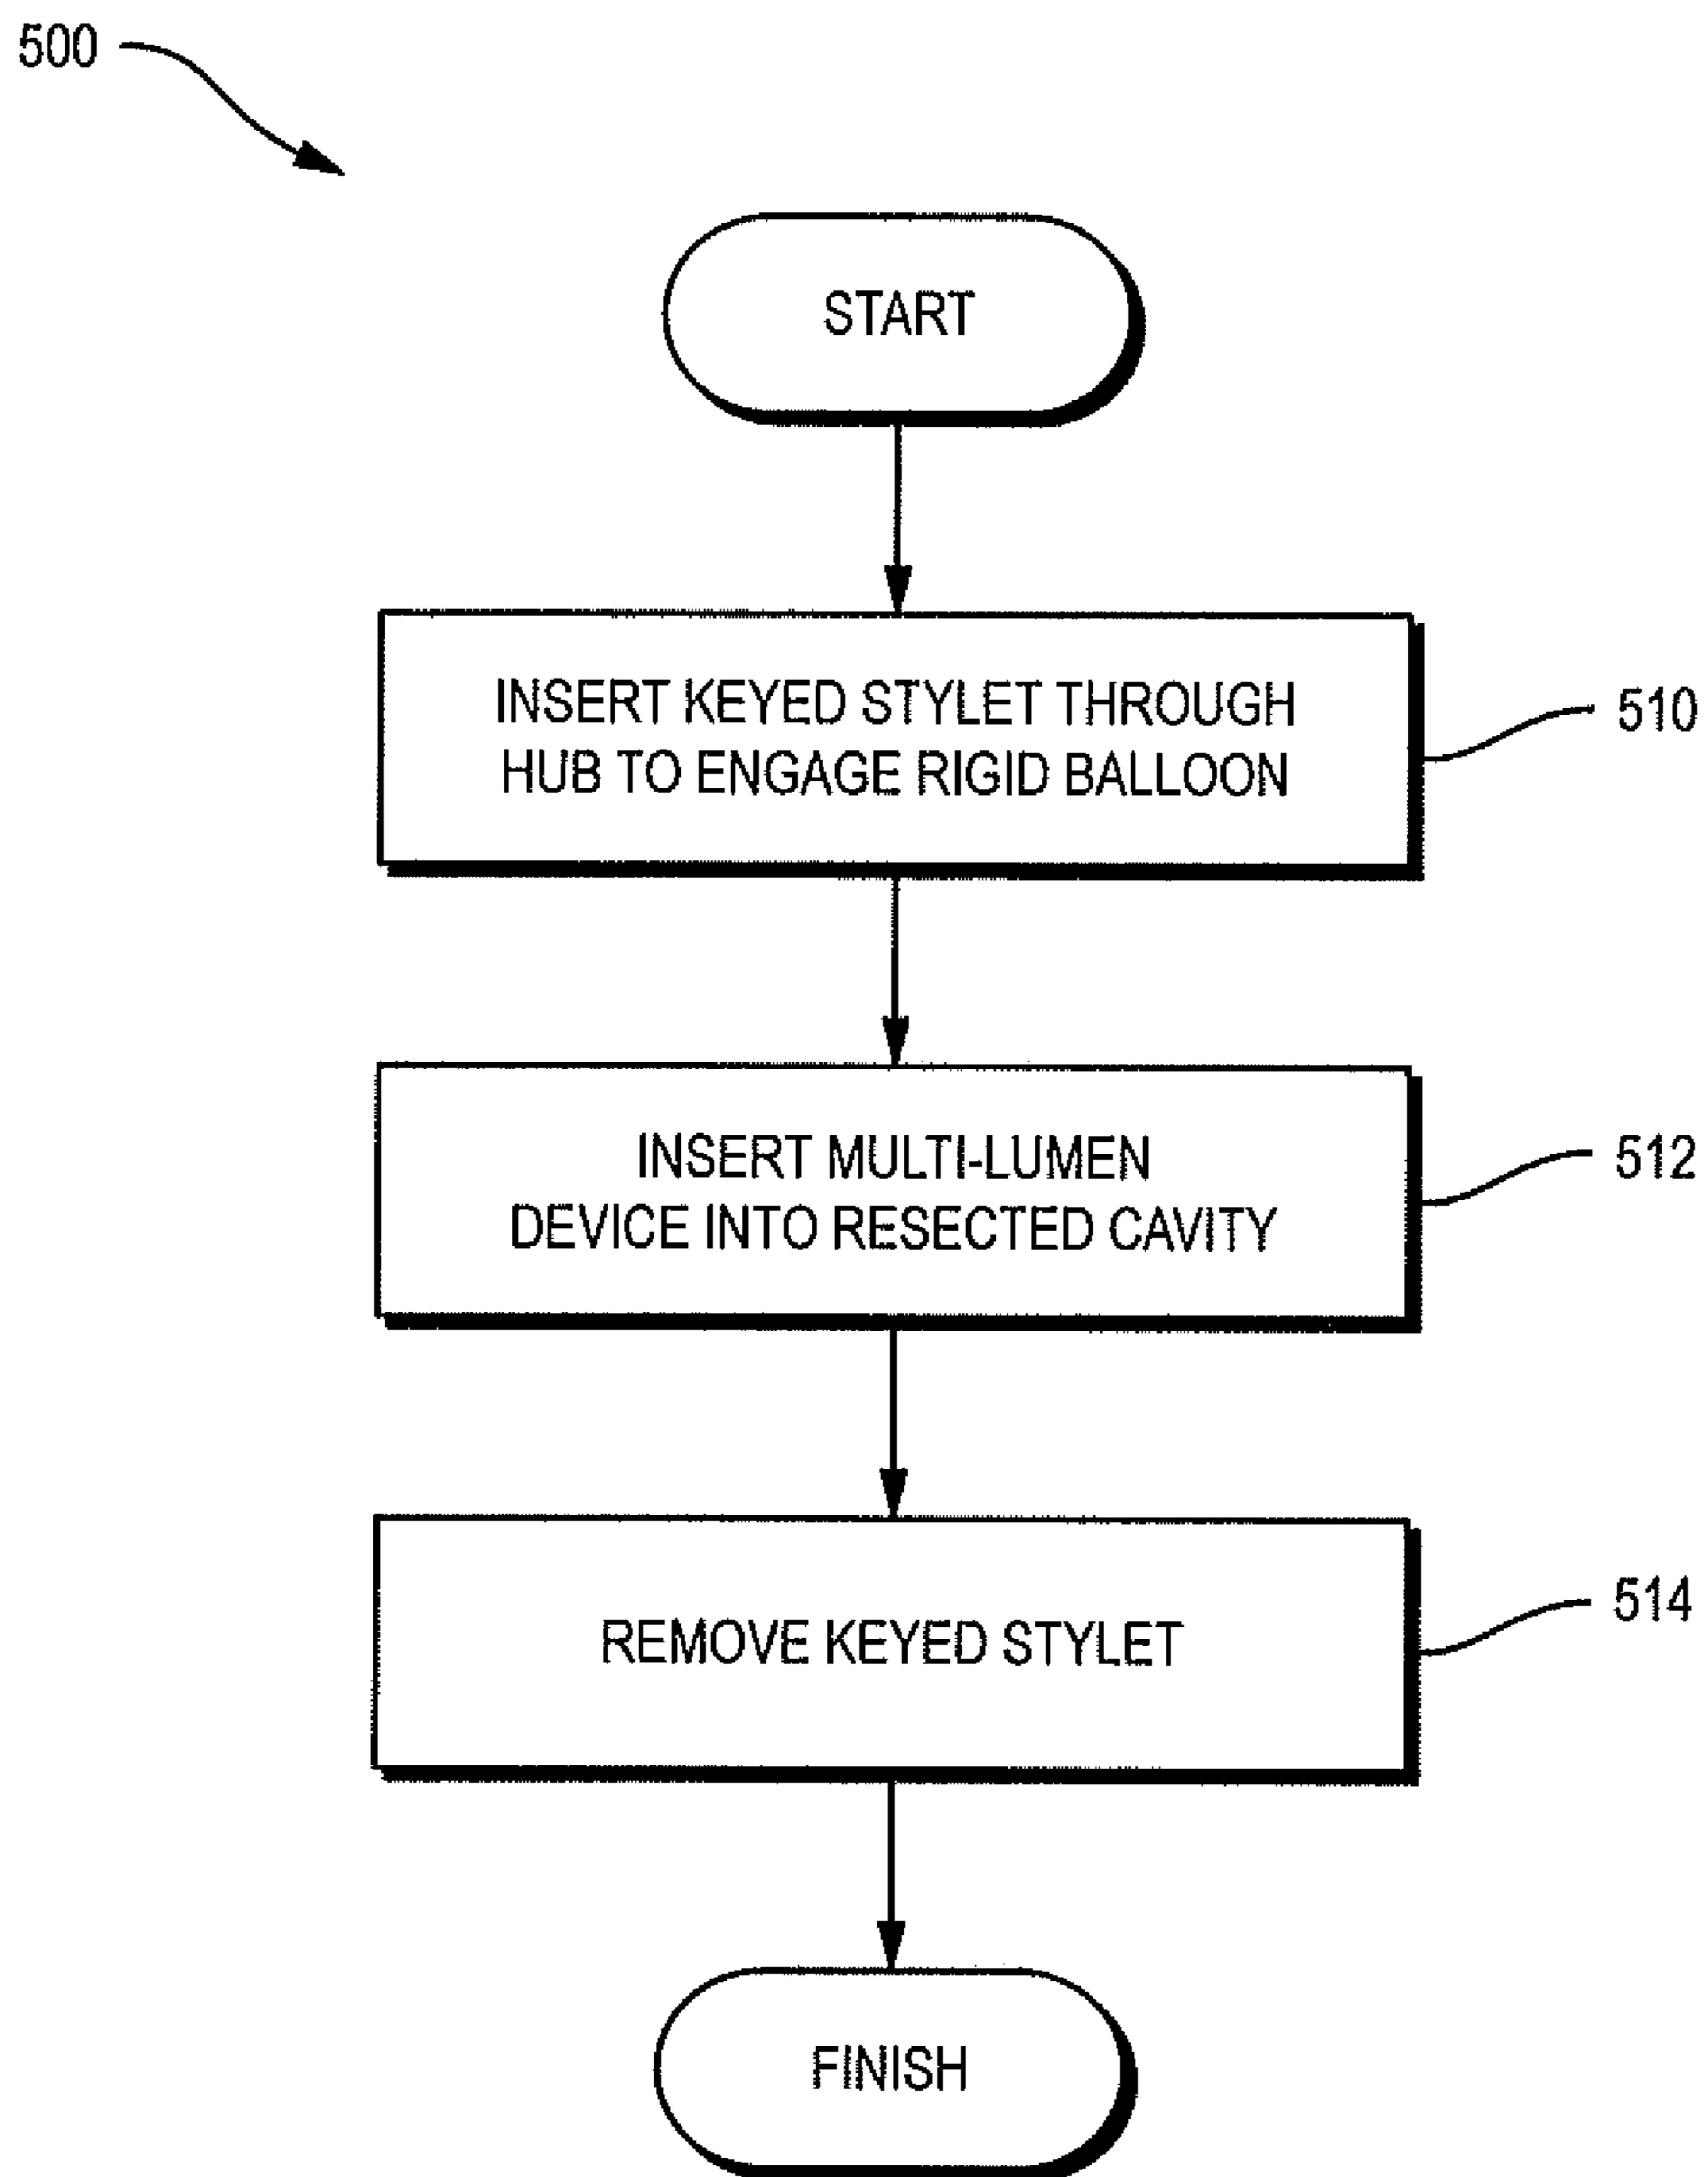 500
START
INSERT KEYED STYLET THROUGH
HUB TO ENGAGE RIGID BALLOON
510
INSERT MULTI-LUMEN
DEVICE INTO RESECTED CAVITY
512
REMOVE KEYED STYLET
514
FINISH